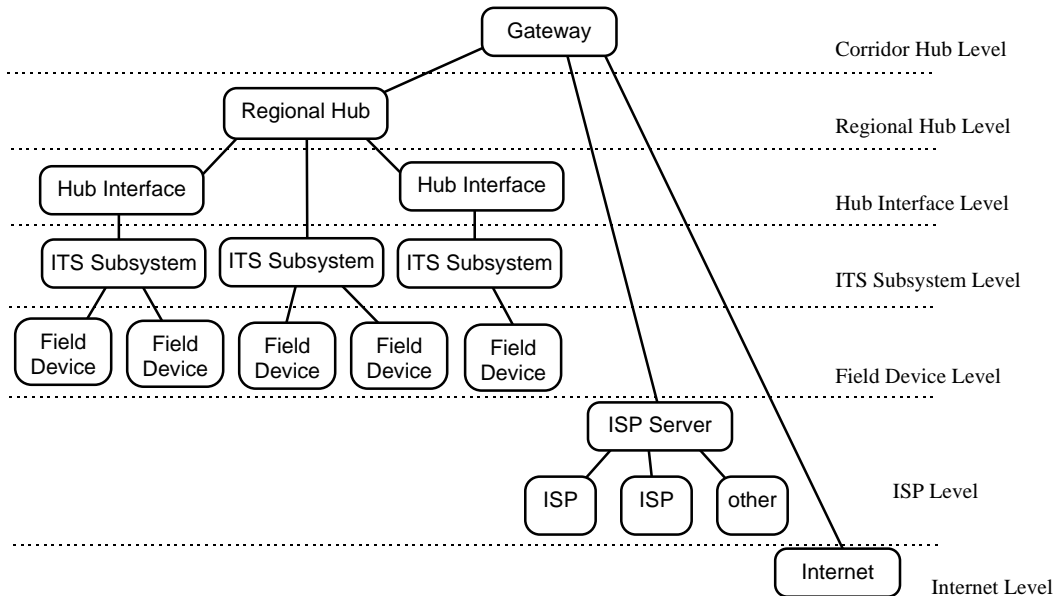 Gateway
Corridor Hub Level
Regional Hub
Regional Hub Level
Hub Interface
Hub Interface
Hub Interface Level
ITS Subsystem
ITS Subsystem
ITS Subsystem
ITS Subsystem Level
Field
Device
Field
Device
Field
Device
Field
Device
Field
Device
Field Device Level
ISP Server
ISP
ISP
other
ISP Level
Internet
Internet Level